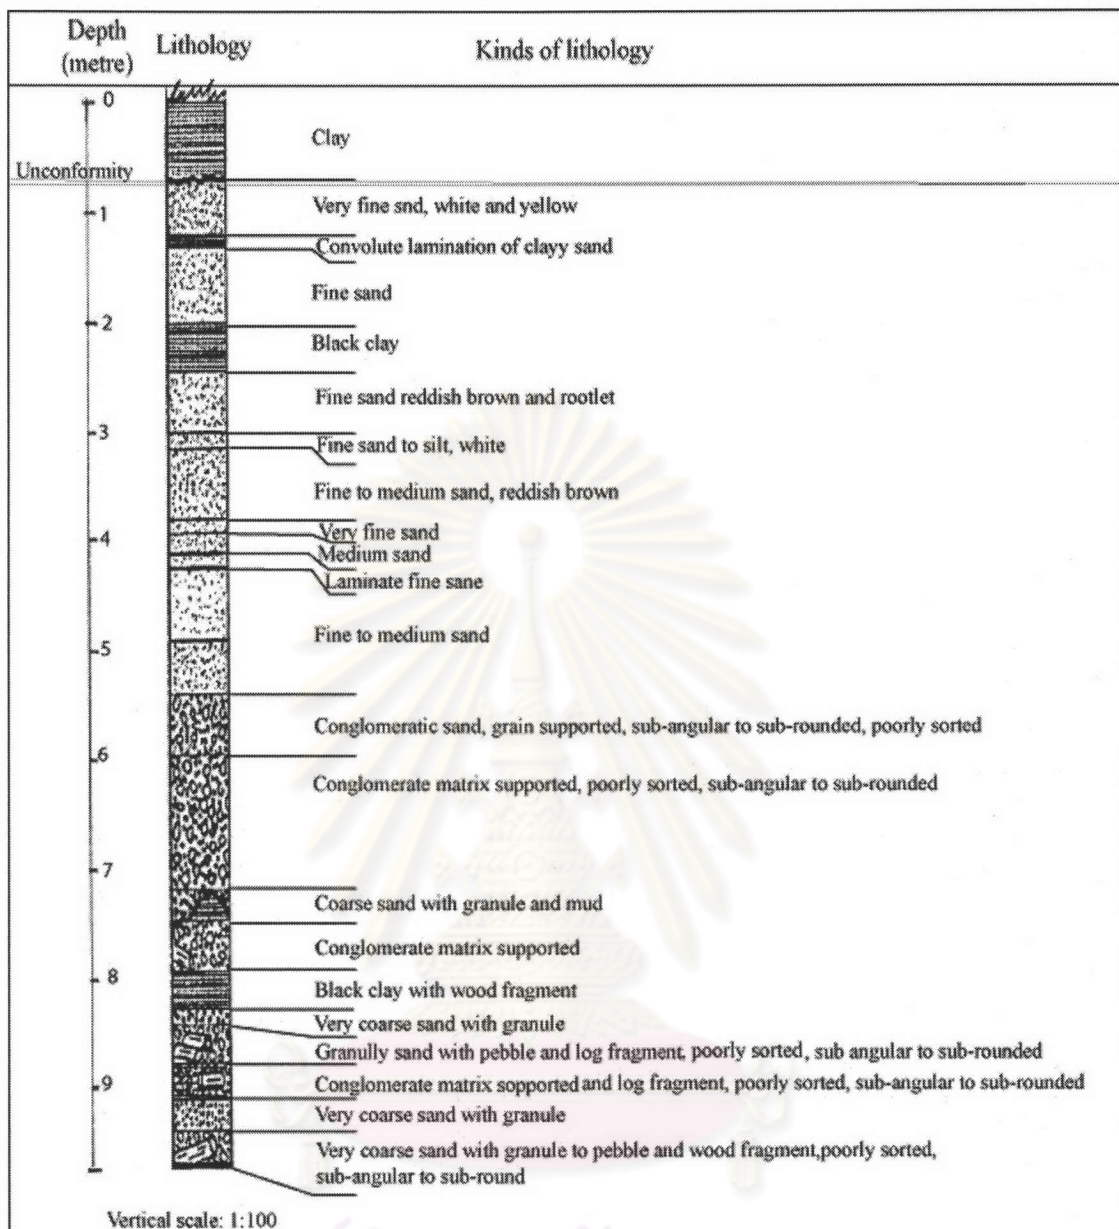 Depth
(metre)
Lithology
Kinds of lithology
0
Clay
Unconformity
1
Very fine snd, white and yellow
Convolute lamination of clayy sand
Fine sand
2
Black clay
Fine sand reddish brown and rootlet
3
Fine sand to silt, white
Fine to medium sand, reddish brown
4
Very fine sand
Medium sand
Laminate fine sane
Fine to medium sand
5
Conglomeratic sand, grain supported, sub-angular to sub-rounded, poorly sorted
6
Conglomerate matrix supported, poorly sorted, sub-angular to sub-rounded
7
Coarse sand with granule and mud
Conglomerate matrix supported
8
Black clay with wood fragment
Very coarse sand with granule
Granully sand with pebble and log fragment, poorly sorted, sub angular to sub-rounded
9
Conglomerate matrix sopported and log fragment, poorly sorted, sub-angular to sub-rounded
Very coarse sand with granule
Very coarse sand with granule to pebble and wood fragment,poorly sorted,
sub-angular to sub-round
Vertical scale: 1:100